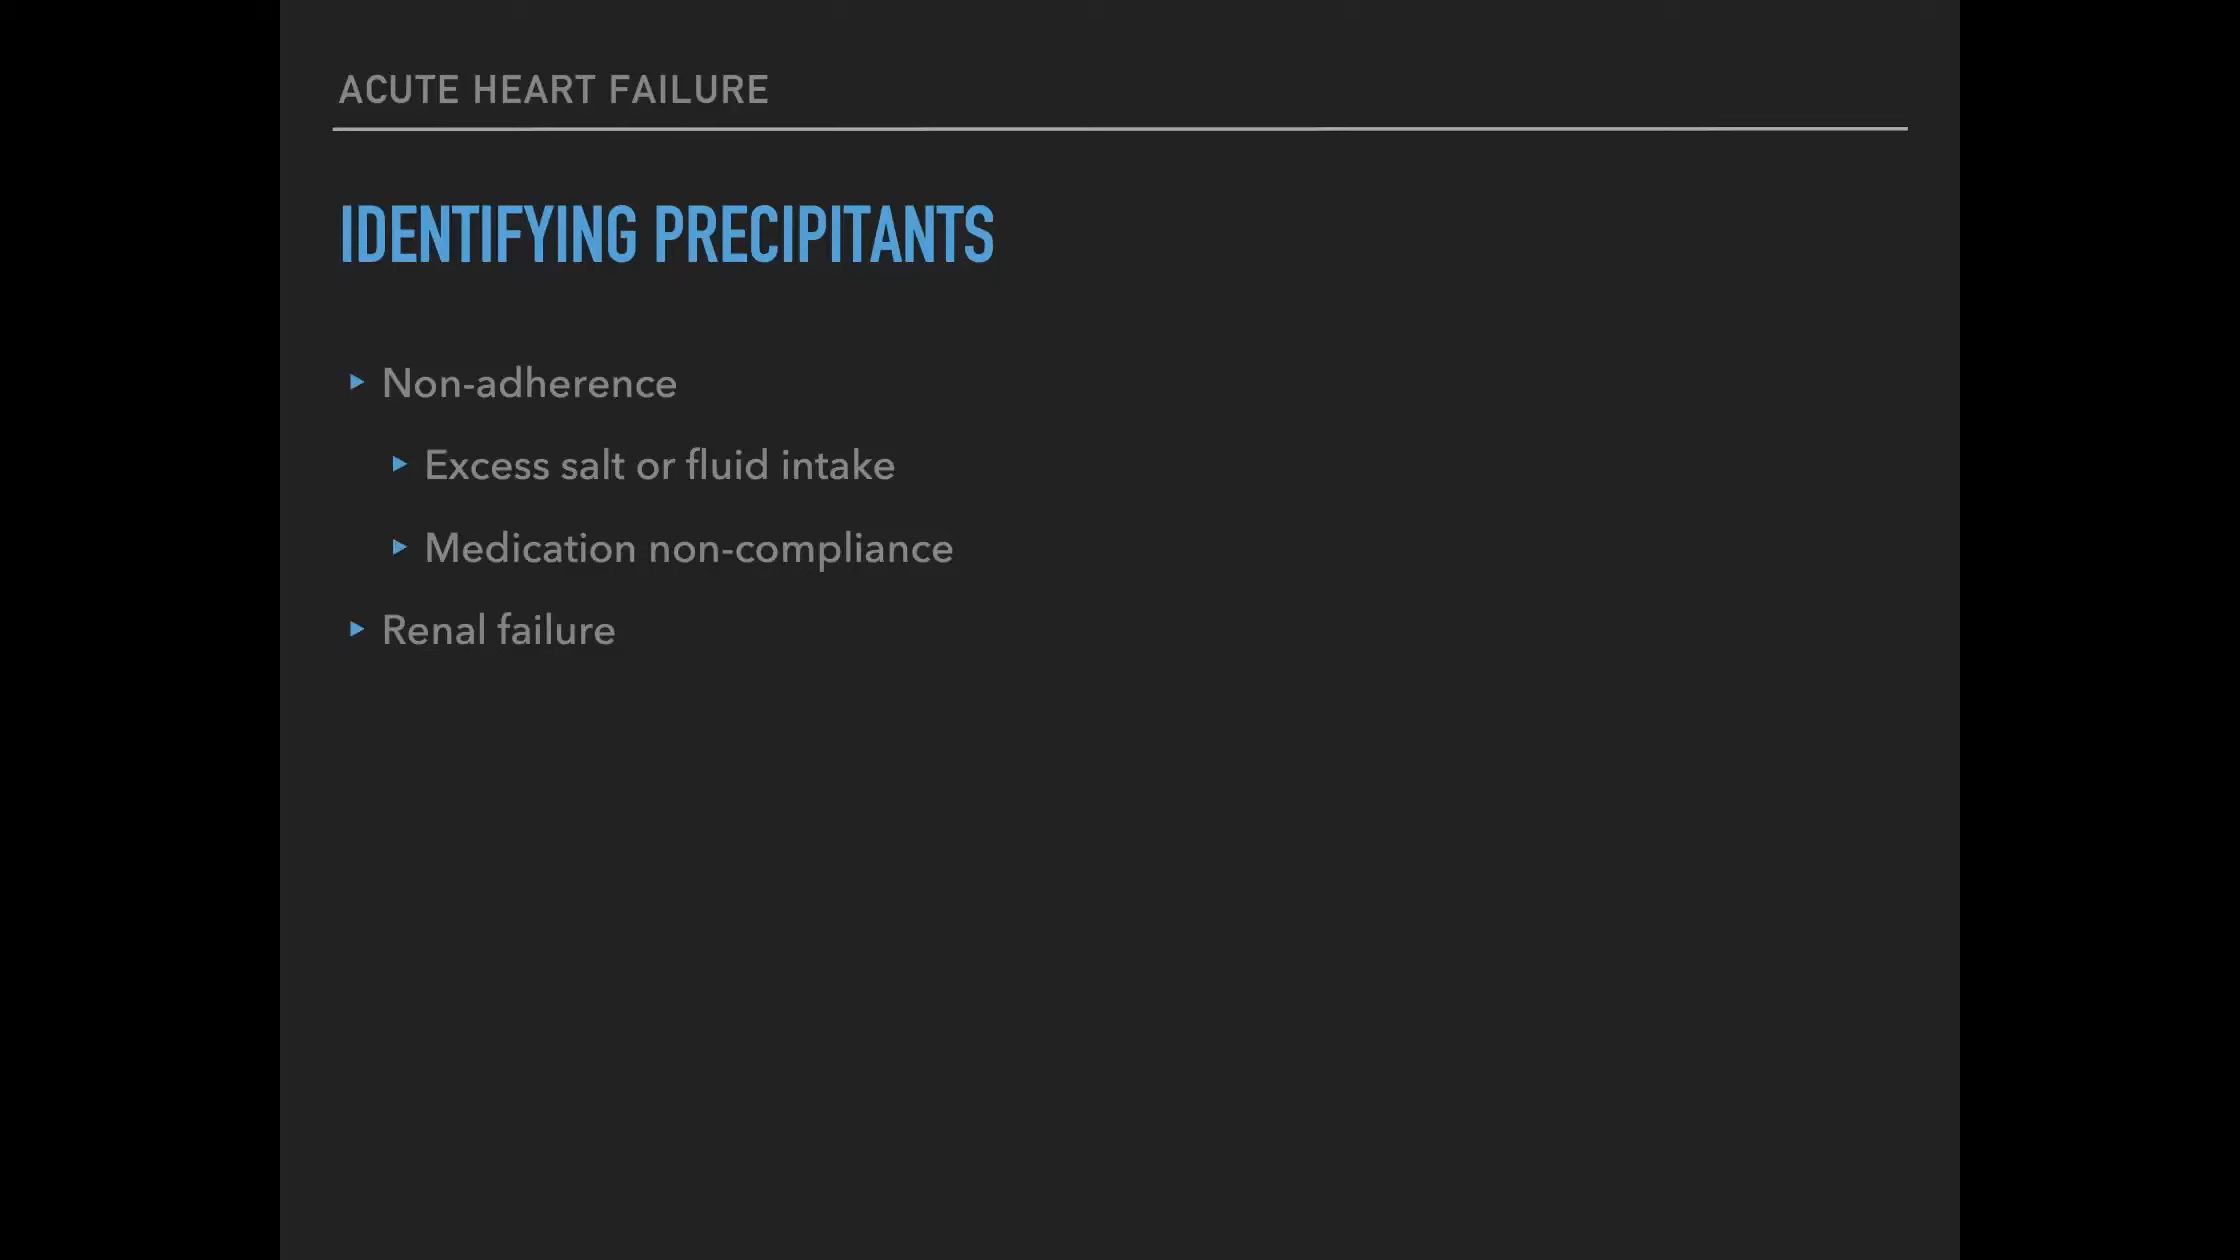 ACUTE HEART FAILURE
IDENTIFYING PRECIPITANTS
Non-adherence
Excess salt or fluid intake
Medication non-compliance
Renal failure